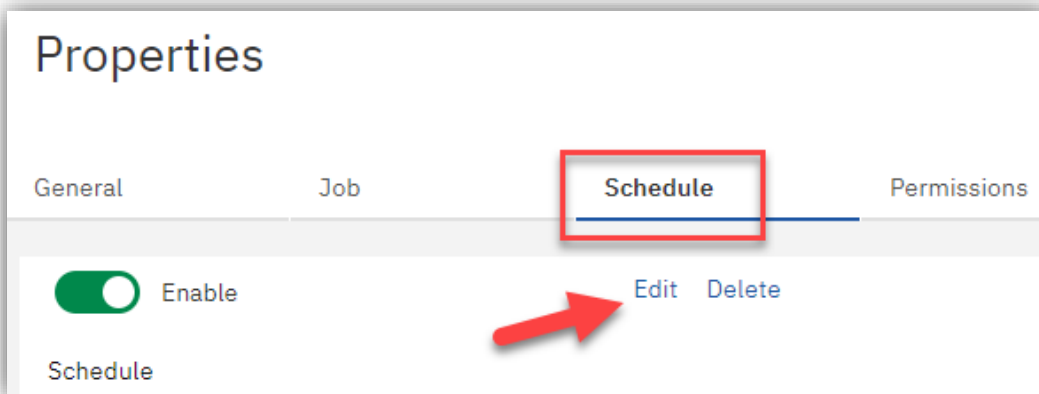 Properties
General Job Schedule Permissions
Enable Edit Delete
Schedule